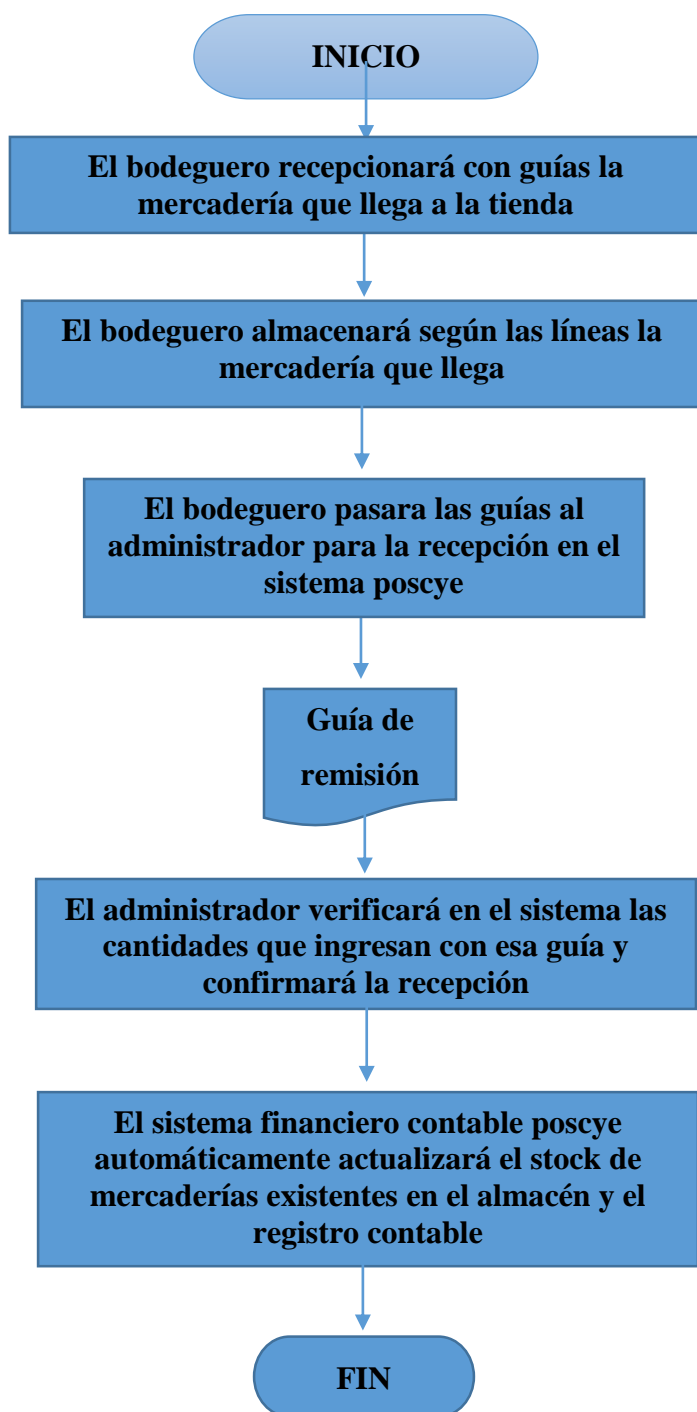 INICIO
El bodeguero recepcionará con guías la
mercadería que llega a la tienda
El bodeguero almacenará según las líneas la
mercadería que llega
El bodeguero pasara las guías al
administrador para la recepción en el
sistema poscye
Guía de
remisión
El administrador verificará en el sistema las
cantidades que ingresan con esa guía y
confirmará la recepción
El sistema financiero contable poscye
automáticamente actualizará el stock de
mercaderías existentes en el almacén y el
registro contable
FIN